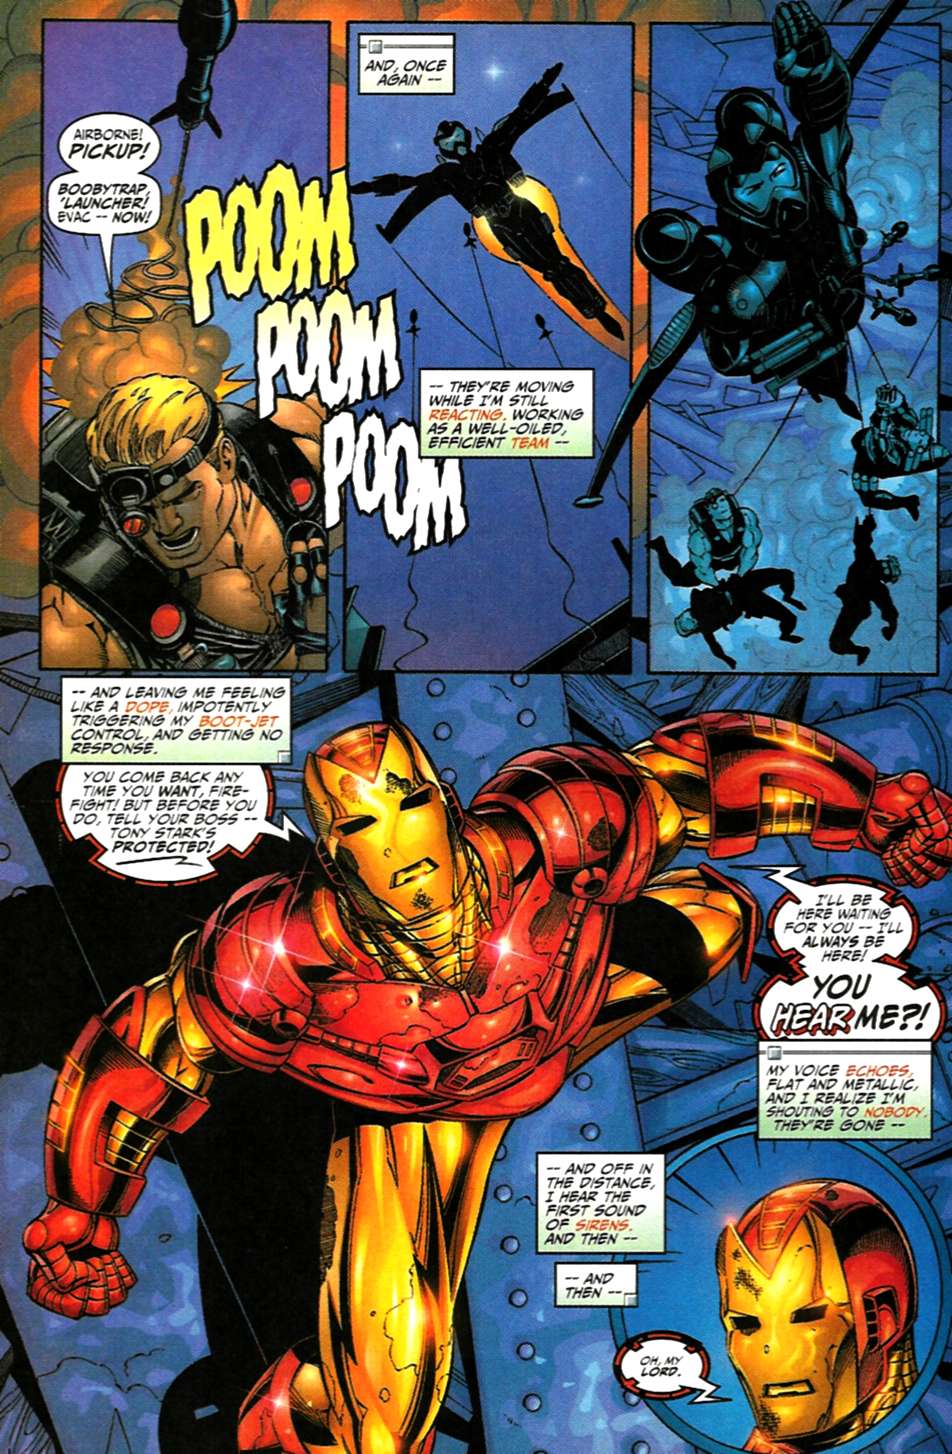 AIRBORNE!
PICKUP!
BOOBYTRAP,
'LAUNCHER!
EVAC -- NOW!
POOM
POOM
POOM
AND, ONCE
AGAIN --
-- THEY'RE MOVING
WHILE I'M STILL
REACTING. WORKING
AS A WELL-OILED,
EFFICIENT TEAM --
-- AND LEAVING ME FEELING
LIKE A DOPE, IMPOTENTLY
TRIGGERING MY BOOT-JET
CONTROL, AND GETTING NO
RESPONSE.
YOU COME BACK ANY
TIME YOU WANT, FIRE-
FIGHT! BUT BEFORE YOU
DO, TELL YOUR BOSS --
TONY STARK'S
PROTECTED!
I'LL BE
HERE WAITING
FOR YOU -- I'LL
ALWAYS BE
HERE!
YOU
HEAR ME?!
MY VOICE ECHOES,
FLAT AND METALLIC,
AND I REALIZE I'M
SHOUTING TO NOBODY.
THEY'RE GONE --
-- AND OFF IN
THE DISTANCE,
I HEAR THE
FIRST SOUND
OF SIRENS.
AND THEN --
-- AND
THEN --
OH, MY
LORD.